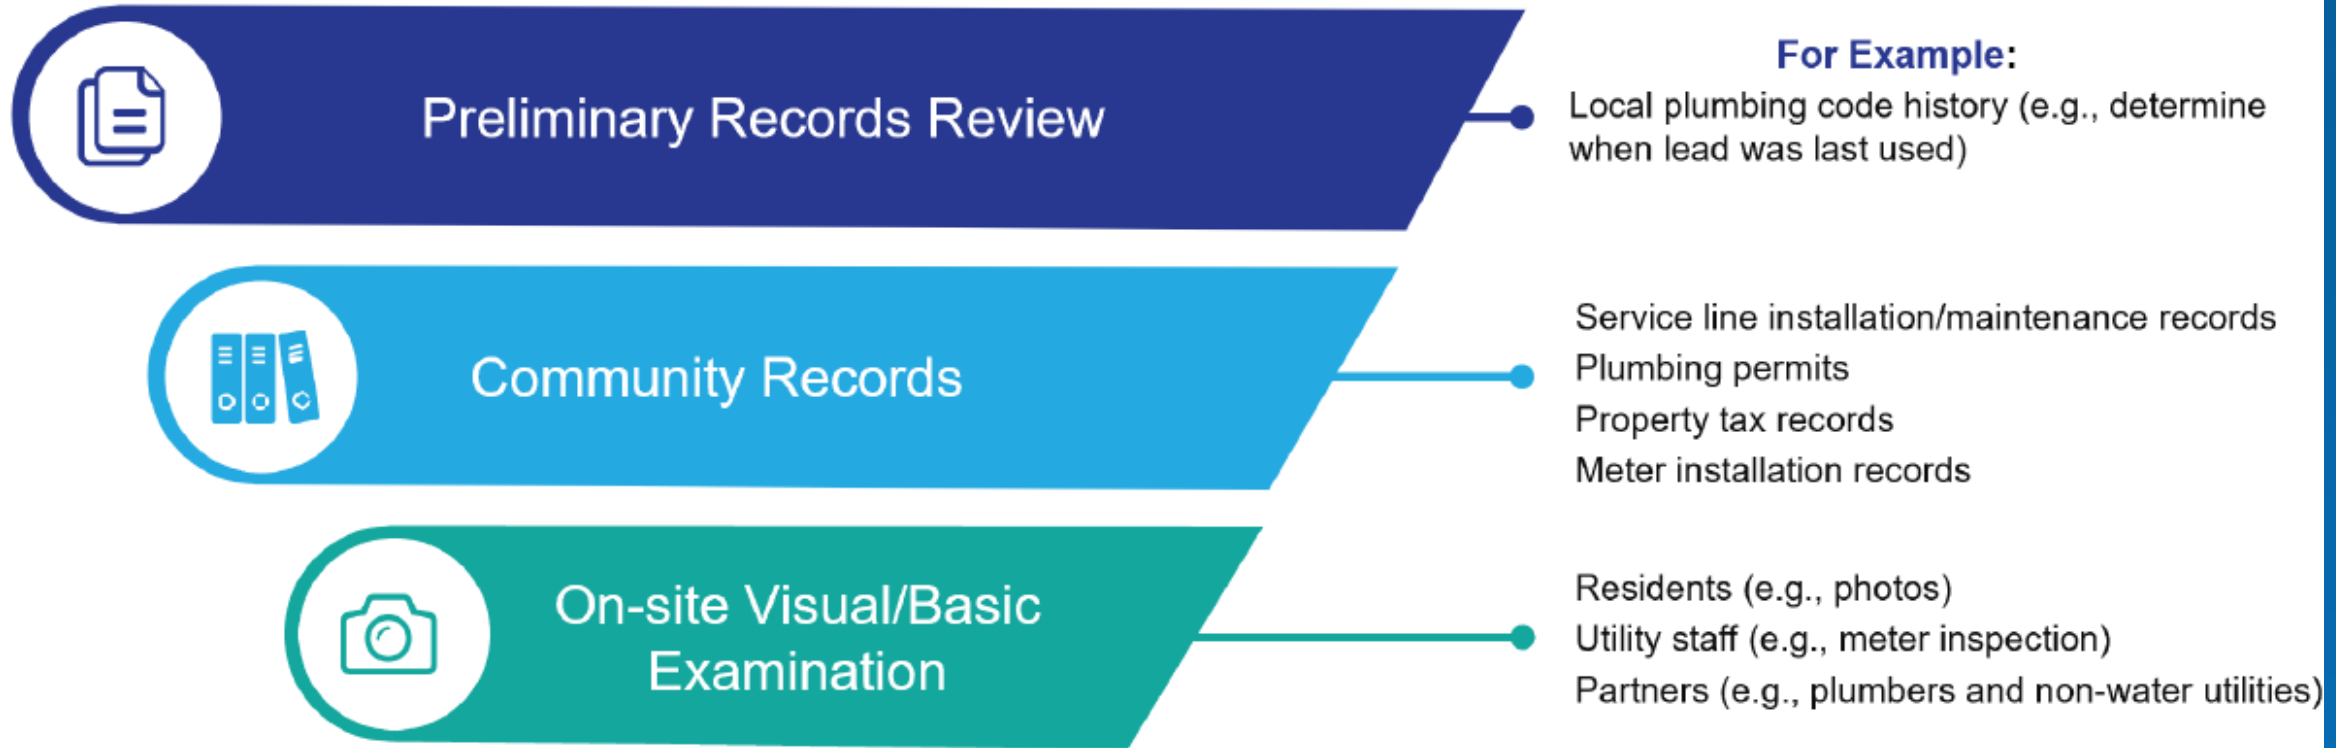 Preliminary Records Review
For Example:
Local plumbing code history (e.g., determine
when lead was last used)
Community Records
Service line installation/maintenance records
Plumbing permits
Property tax records
Meter installation records
On-site Visual/Basic
Examination
Residents (e.g., photos)
Utility staff (e.g., meter inspection)
Partners (e.g., plumbers and non-water utilities)